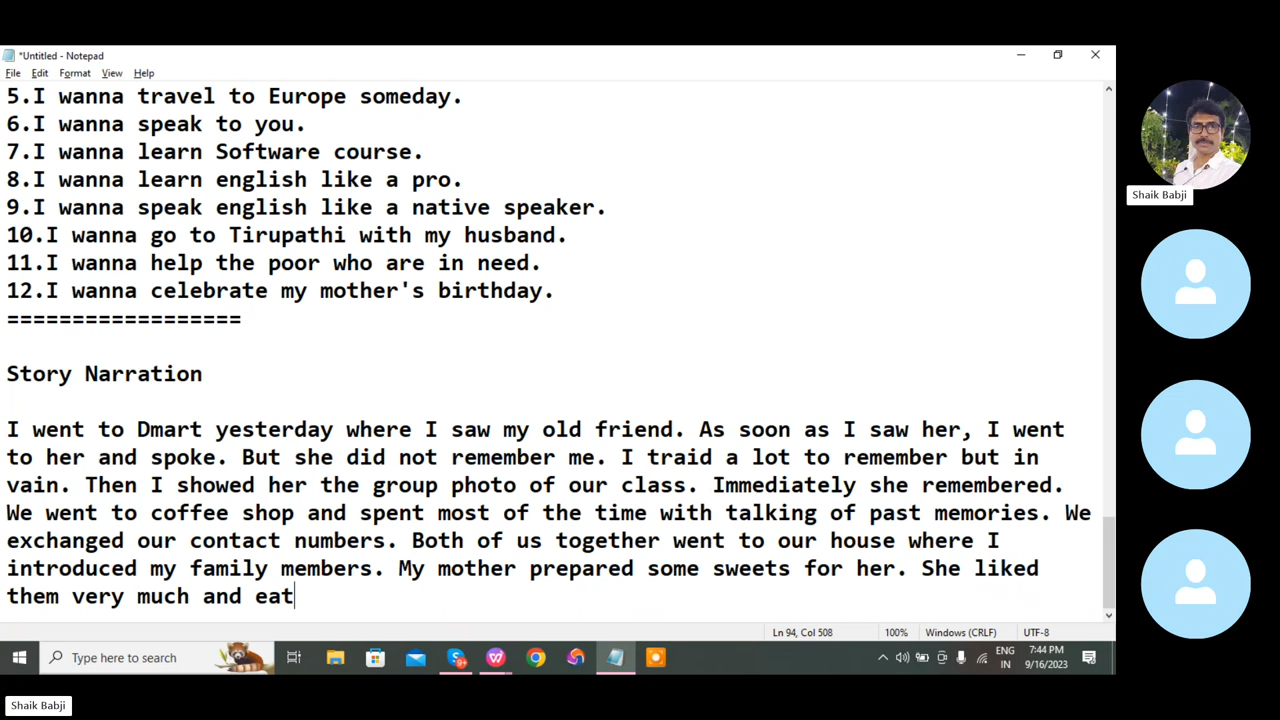 *Untitled - Notepad
File Edit Format View Help
5.I wanna travel to Europe someday.
6.I wanna speak to you.
7.I wanna learn Software course.
8.I wanna learn english like a pro.
9.I wanna speak english like a native speaker.
10.I wanna go to Tirupathi with my husband.
11.I wanna help the poor who are in need.
12.I wanna celebrate my mother's birthday.
==================
Story Narration
I went to Dmart yesterday where I saw my old friend. As soon as I saw her, I went
to her and spoke. But she did not remember me. I traid a lot to remember but in
vain. Then I showed her the group photo of our class. Immediately she remembered.
We went to coffee shop and spent most of the time with talking of past memories. We
exchanged our contact numbers. Both of us together went to our house where I
introduced my family members. My mother prepared some sweets for her. She liked
them very much and eat
Ln 94, Col 508 100% Windows (CRLF) UTF-8
Type here to search
ENG
IN
7:44 PM
9/16/2023
Shaik Babji
Shaik Babji